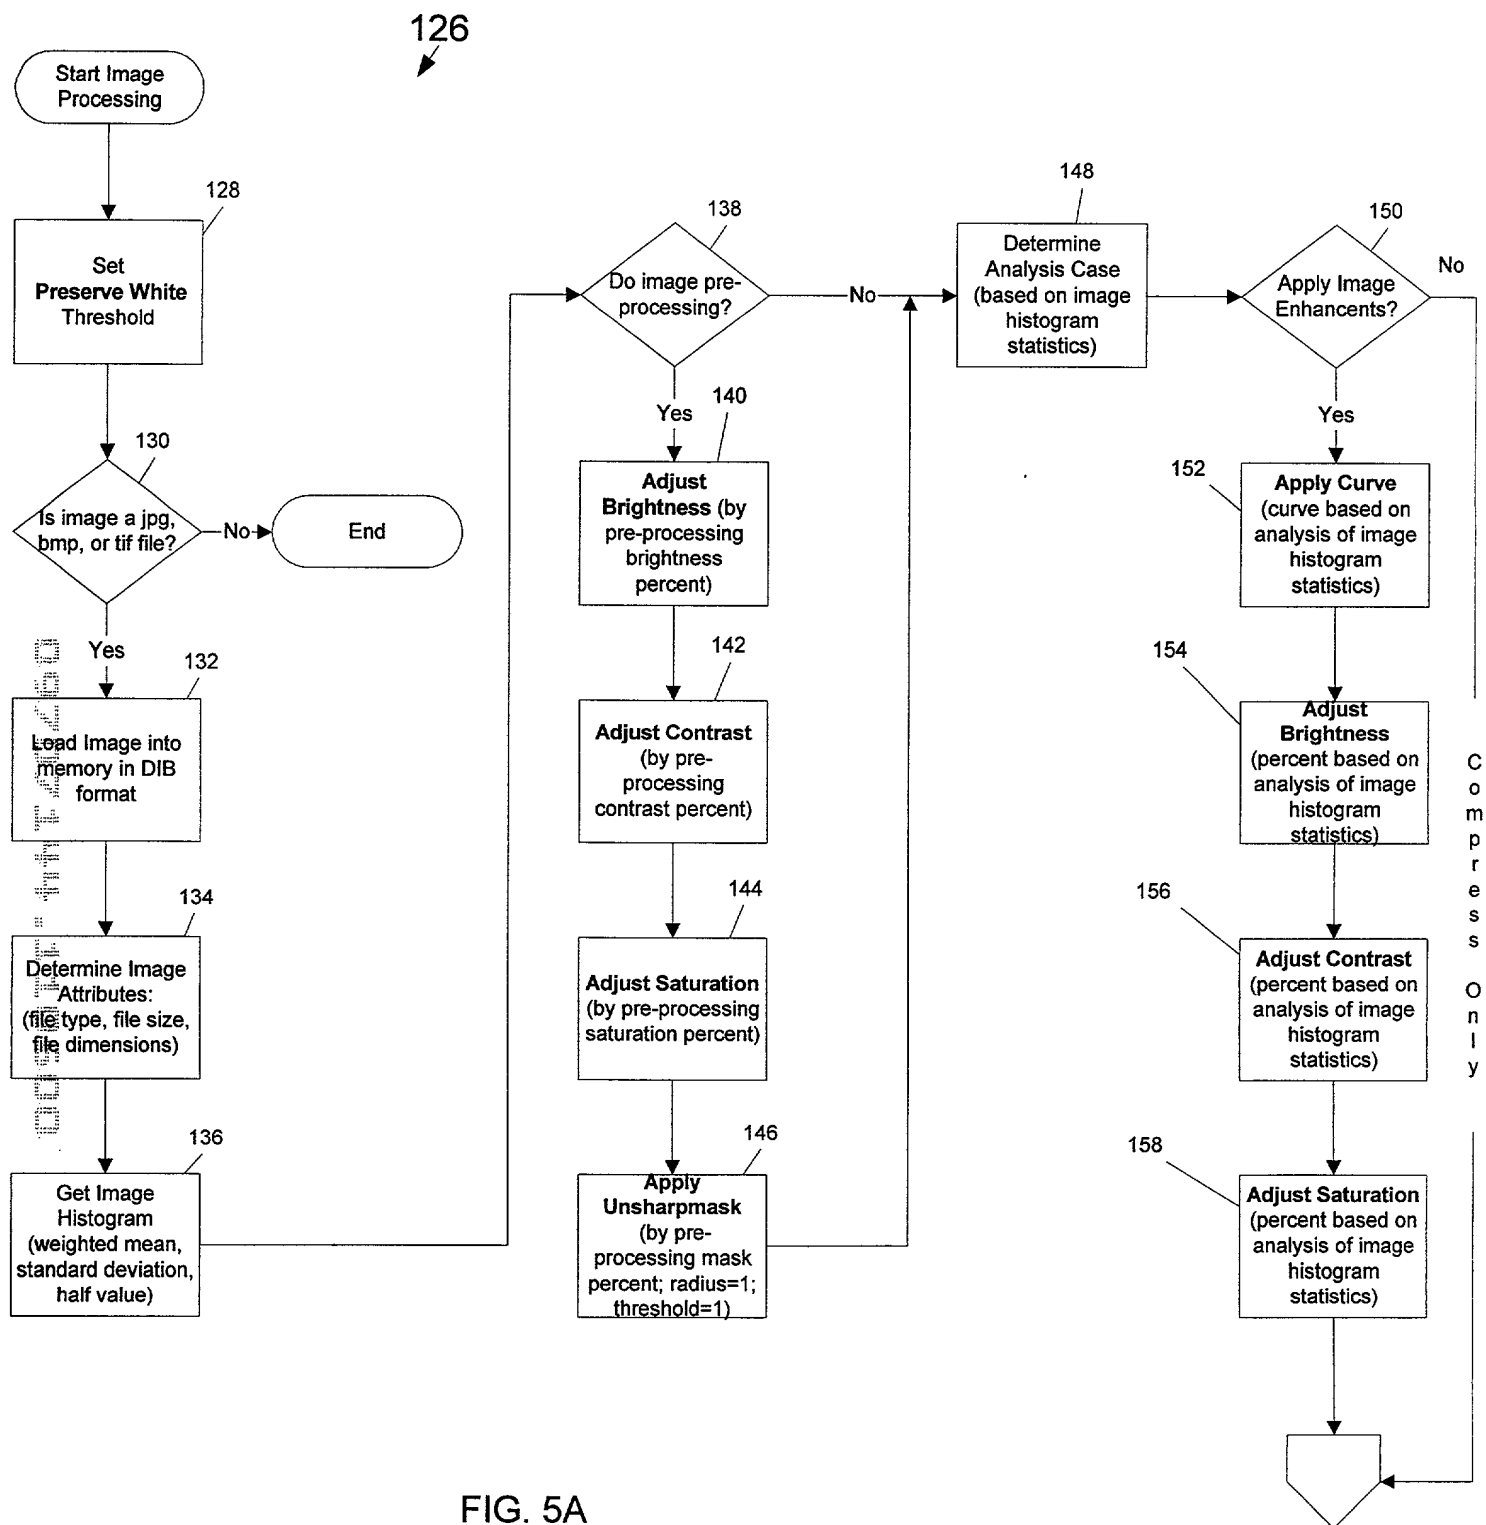 126
Start Image
Processing
128
Set
Preserve White
Threshold
130
Is image a jpg,
bmp, or tif file?
No
End
Yes
132
Load Image into
memory in DIB
format
134
Determine Image
Attributes:
(file type, file size,
file dimensions)
136
Get Image
Histogram
(weighted mean,
standard deviation,
half value)
138
Do image pre-
processing?
No
Yes
140
Adjust
Brightness (by
pre-processing
brightness
percent)
142
Adjust Contrast
(by pre-
processing
contrast percent)
144
Adjust Saturation
(by pre-processing
saturation percent)
146
Apply
Unsharpmask
(by pre-
processing mask
percent; radius=1;
threshold=1)
148
Determine
Analysis Case
(based on image
histogram
statistics)
150
Apply Image
Enhancents?
No
Yes
152
Apply Curve
(curve based on
analysis of image
histogram
statistics)
154
Adjust
Brightness
(percent based on
analysis of image
histogram
statistics)
156
Adjust Contrast
(percent based on
analysis of image
histogram
statistics)
158
Adjust Saturation
(percent based on
analysis of image
histogram
statistics)
Compress Only
FIG. 5A